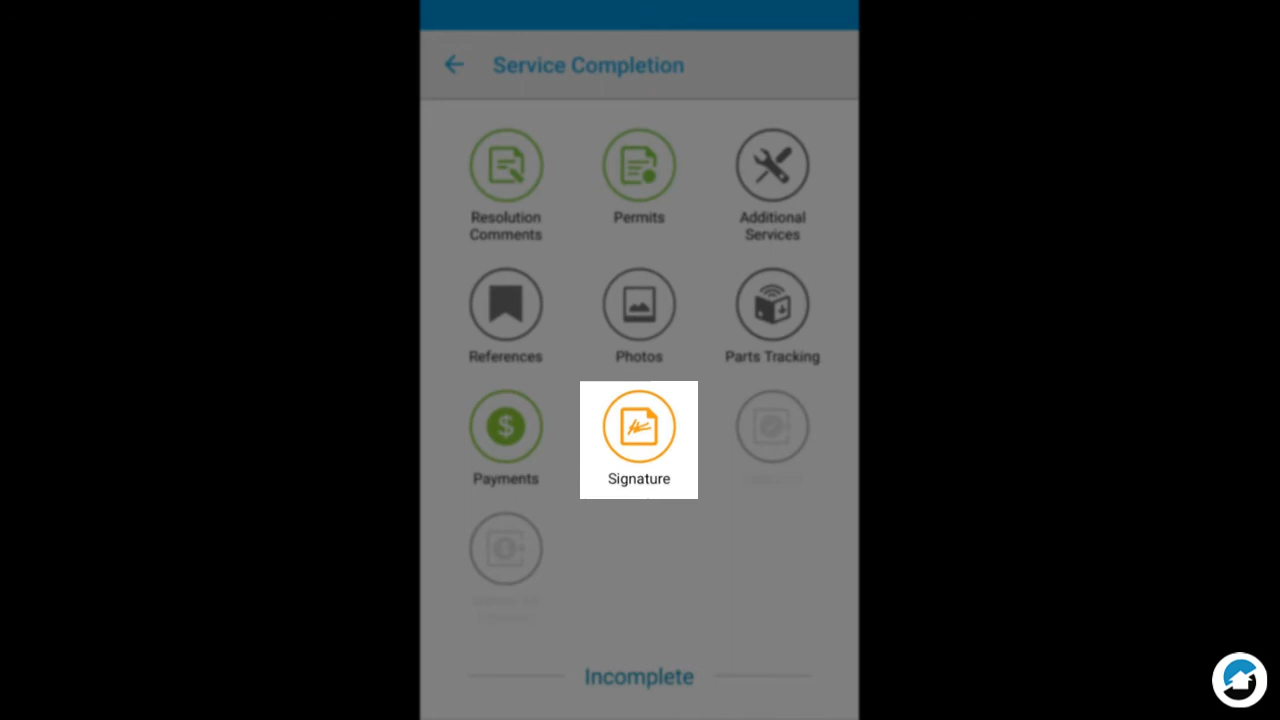 Service Completion
Resolution
Comments
Permits
Additional
Services
References
Photos
Parts Tracking
Payments
Signature
Incomplete